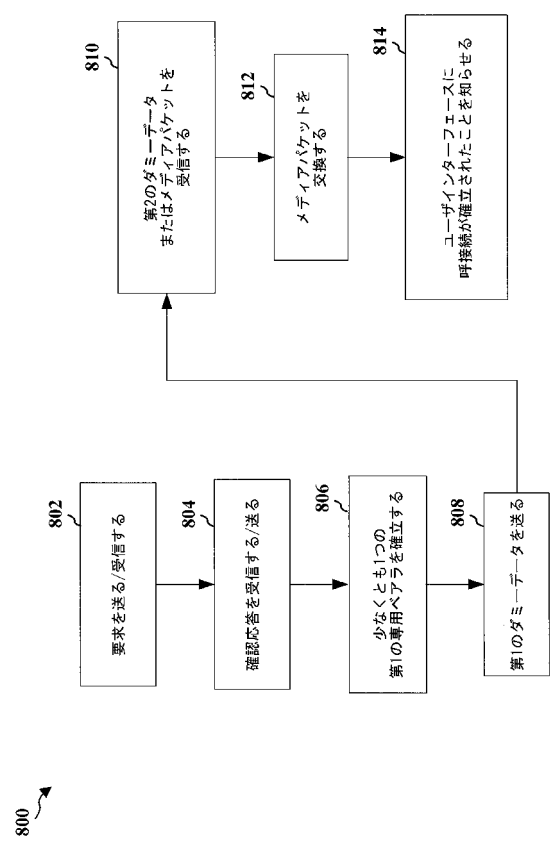 800
802
要求を送る/受信する
804
確認応答を受信する/送る
806
少なくとも1つの
第1の専用ベアラを確立する
808
第1のダミーデータを送る
810
第2のダミーデータ
またはメディアパケットを
受信する
812
メディアパケットを
交換する
814
ユーザインターフェースに
呼接続が確立されたことを知らせる